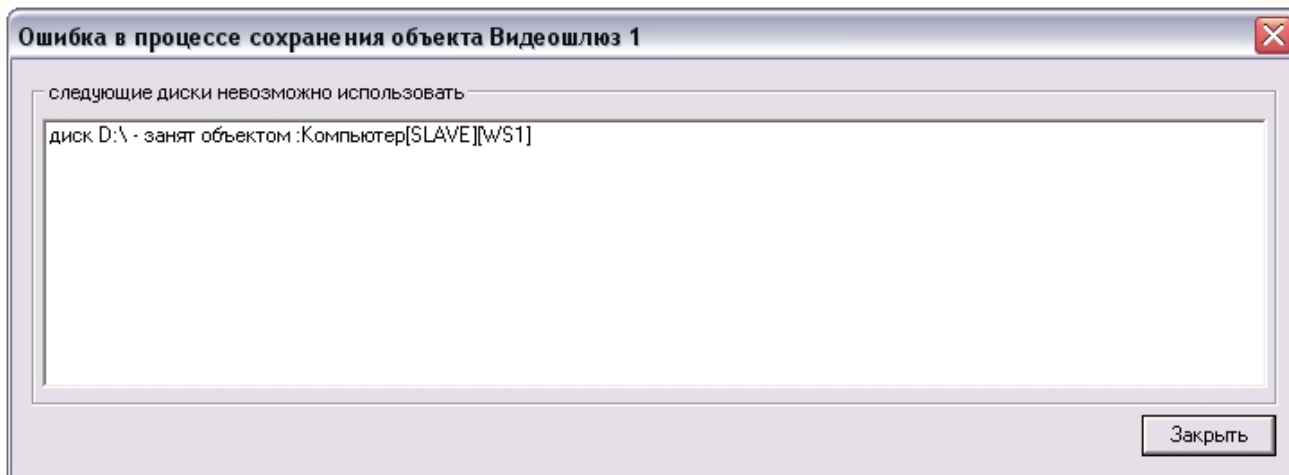 Ошибка в процессе сохранения объекта Видеошлюз 1
следующие диски невозможно использовать
диск D:\ - занят объектом :Компьютер[SLAVE][WS1]
Закрыть